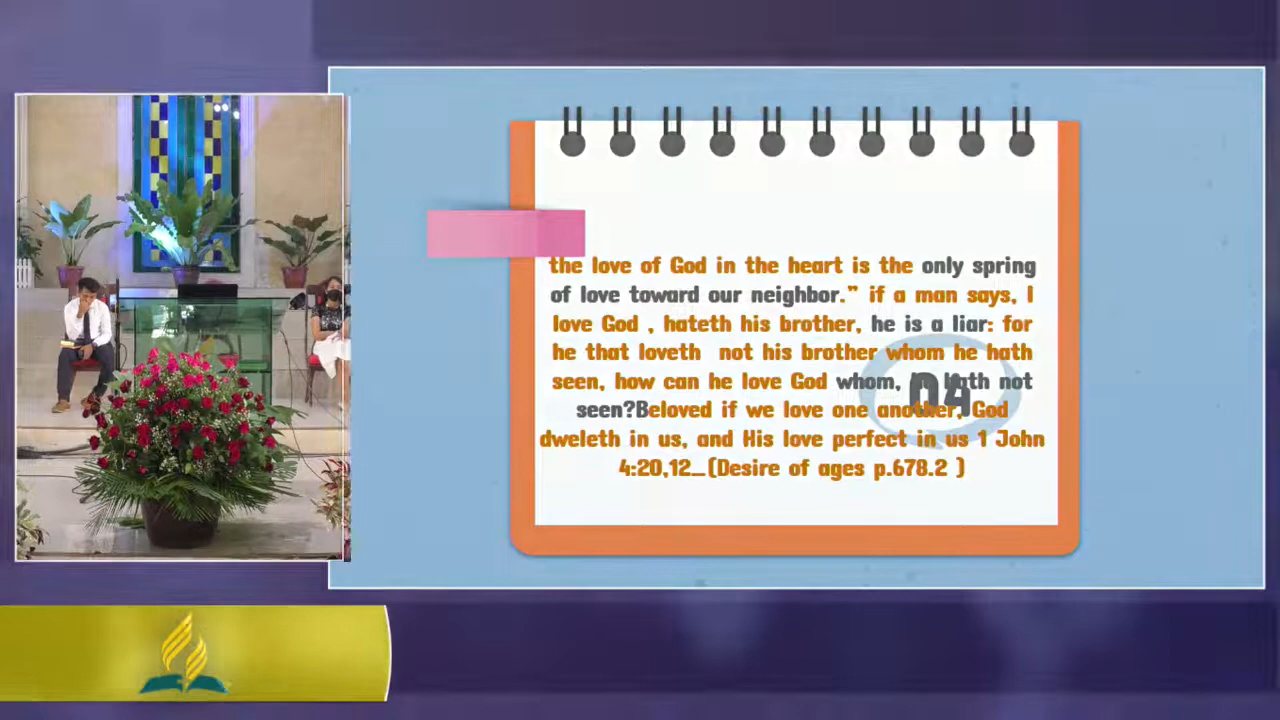 the love of God in the heart is the only spring
of love toward our neighbor.” if a man says, I
love God , hateth his brother, he is a liar: for
he that loveth not his brother whom he hath
seen, how can he love God whom, he hath not
seen?Beloved if we love one another, God
dweleth in us, and His love perfect in us 1 John
4:20,12_(Desire of ages p.678.2 )
04